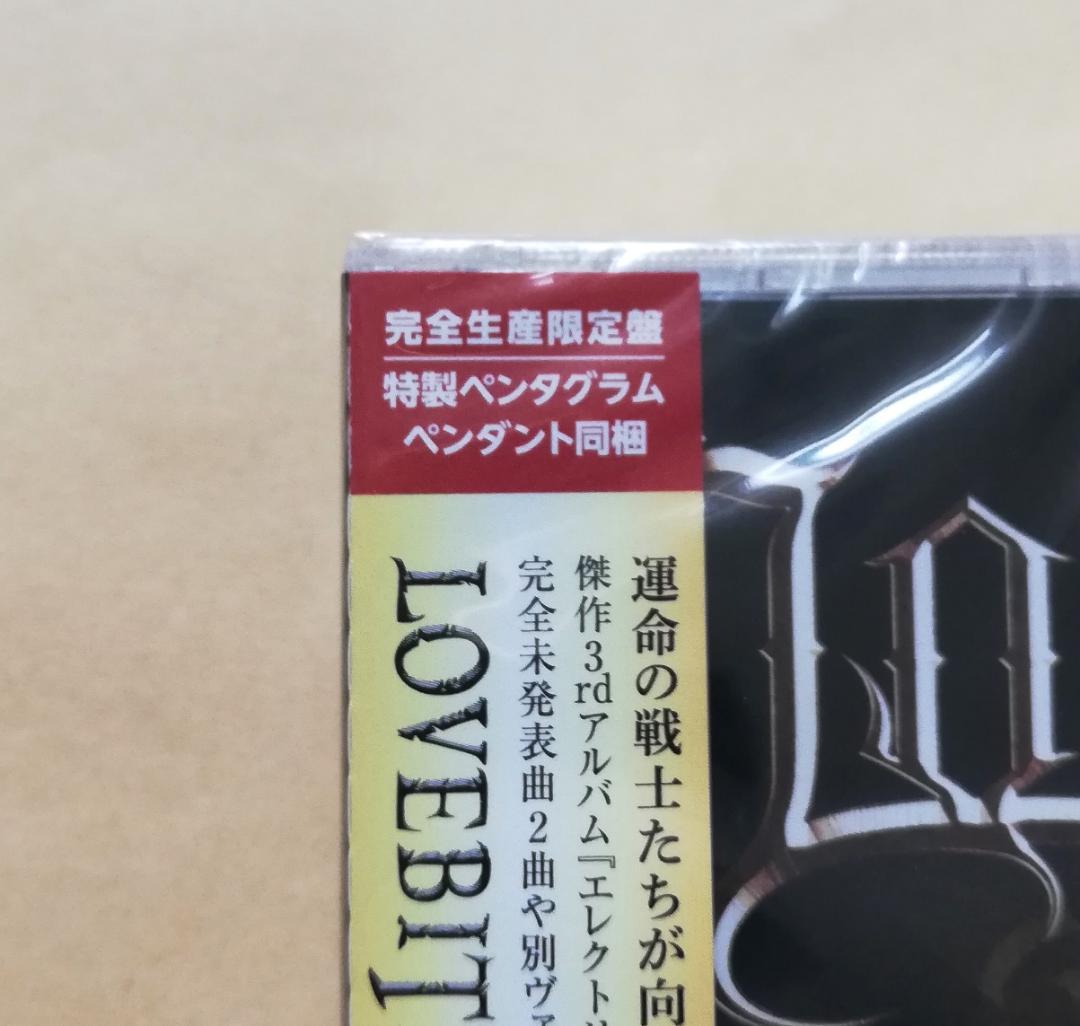 完全生産限定盤
特製ペンタグラム
ペンダント同梱
運命の戦士たちが向
傑作3rdアルバム『エレクト
完全未発表曲2曲や別ヴァ
LOVEBIT
Lo